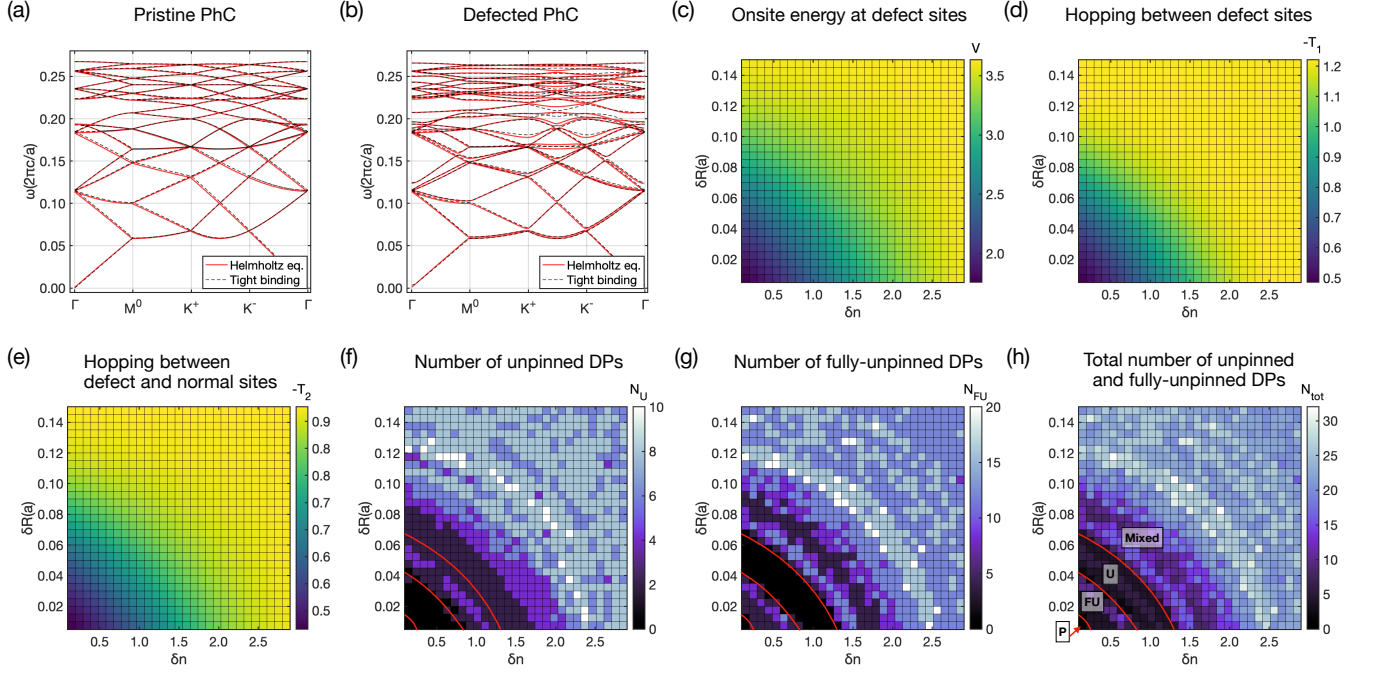 (a) Pristine PhC
ω(2πc/a)
0.25
0.20
0.15
0.10
0.05
0.00
Helmholtz eq.
Tight binding
Γ M⁰ K⁺ K⁻ Γ
(b) Defected PhC
ω(2πc/a)
0.25
0.20
0.15
0.10
0.05
0.00
Helmholtz eq.
Tight binding
Γ M⁰ K⁺ K⁻ Γ
(c) Onsite energy at defect sites
V
δR(a)
0.14
0.12
0.10
0.08
0.06
0.04
0.02
0.5 1.0 1.5 2.0 2.5
δn
3.5
3.0
2.5
2.0
(d) Hopping between defect sites
-T₁
δR(a)
0.14
0.12
0.10
0.08
0.06
0.04
0.02
0.5 1.0 1.5 2.0 2.5
δn
1.2
1.1
1.0
0.9
0.8
0.7
0.6
0.5
(e) Hopping between
defect and normal sites
-T₂
δR(a)
0.14
0.12
0.10
0.08
0.06
0.04
0.02
0.5 1.0 1.5 2.0 2.5
δn
0.9
0.8
0.7
0.6
0.6
0.5
(f) Number of unpinned DPs
N_U
δR(a)
0.14
0.12
0.10
0.08
0.06
0.04
0.02
0.5 1.0 1.5 2.0 2.5
δn
10
8
6
4
2
0
(g) Number of fully-unpinned DPs
N_FU
δR(a)
0.14
0.12
0.10
0.08
0.06
0.04
0.02
0.5 1.0 1.5 2.0 2.5
δn
20
15
10
5
0
(h) Total number of unpinned
and fully-unpinned DPs
N_tot
δR(a)
0.14
0.12
0.10
0.08
0.06
0.04
0.02
Mixed
U
FU
P
0.5 1.0 1.5 2.0 2.5
δn
30
25
20
15
10
5
0